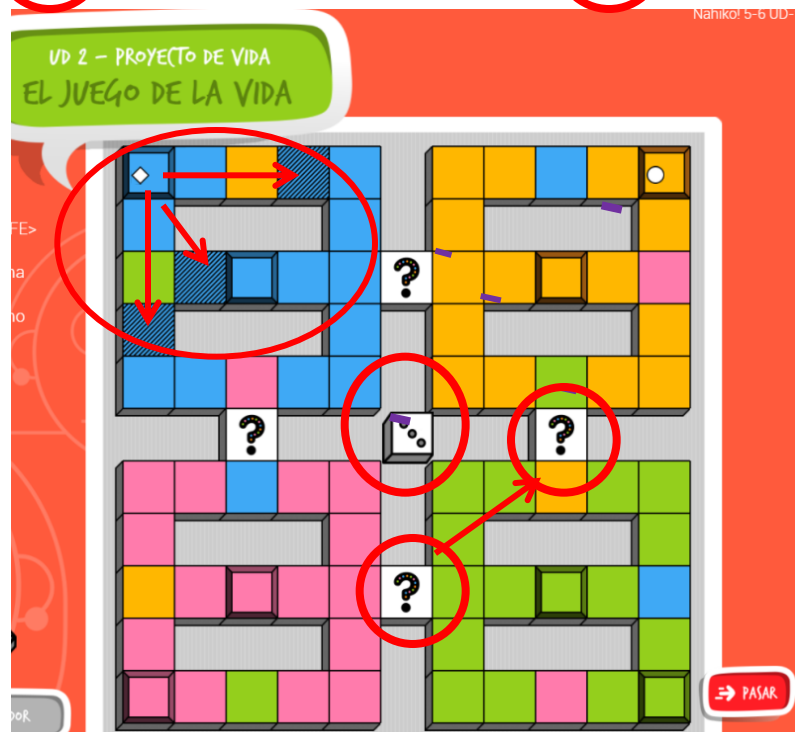 Nahiko! 5-6 UD-
UD 2 - PROYECTO DE VIDA
EL JUEGO DE LA VIDA
FE>
na
no
?
?
?
?
PASAR
DOR